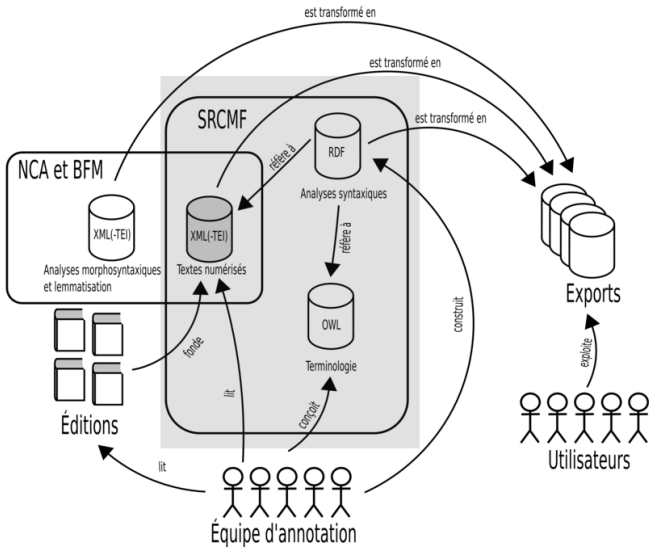 est transformé en
est transformé en
SRCMF
est transformé en
RDF
réfère à
NCA et BFM
Analyses syntaxiques
XML(-TEI)
XML(-TEI)
réfère à
Analyses morphosyntaxiques
et lemmatisation
Textes numérisés
Exports
OWL
construit
fonde
exploite
Terminologie
lit
conçoit
Éditions
Utilisateurs
lit
Équipe d'annotation